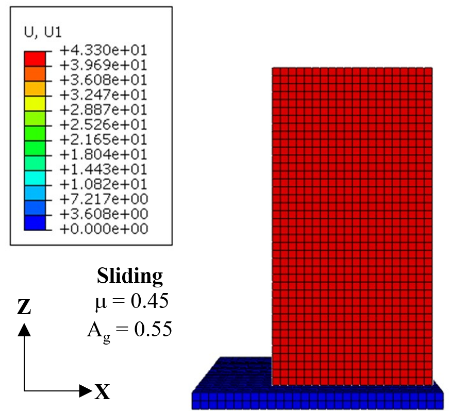 U, U1
+4.330e+01
+3.969e+01
+3.608e+01
+3.247e+01
+2.887e+01
+2.526e+01
+2.165e+01
+1.804e+01
+1.443e+01
+1.082e+01
+7.217e+00
+3.608e+00
+0.000e+00
Sliding
μ = 0.45
Ag = 0.55
Z
X